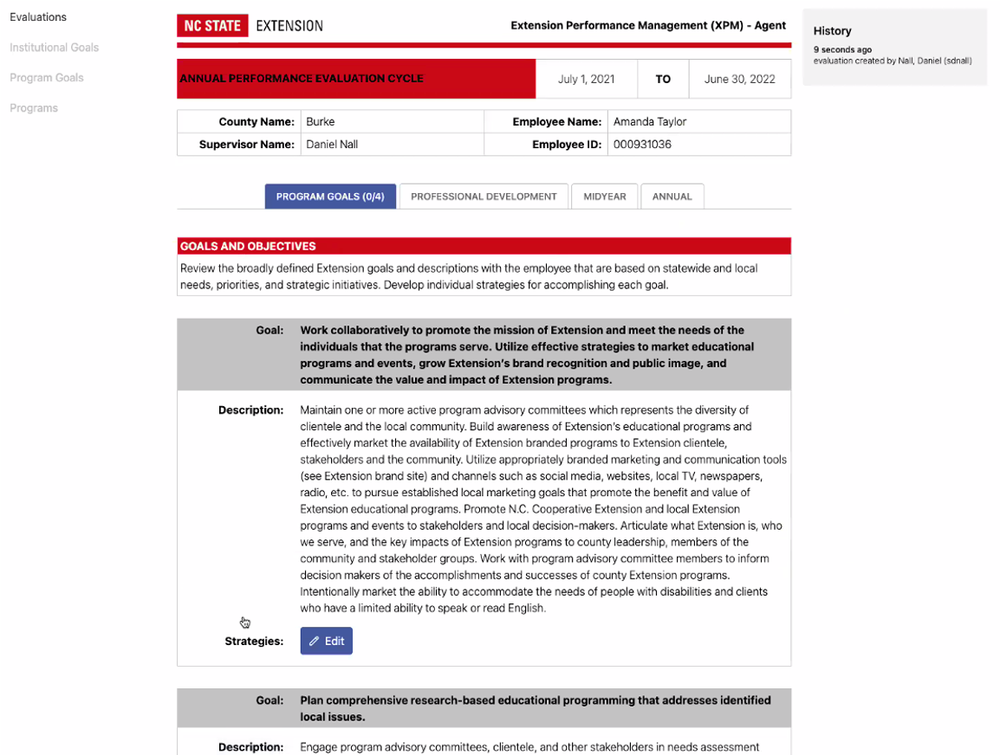 Evaluations
Institutional Goals
Program Goals
Programs
NC STATE EXTENSION
Extension Performance Management (XPM) - Agent
ANNUAL PERFORMANCE EVALUATION CYCLE
July 1, 2021
TO
June 30, 2022
County Name: Burke
Employee Name: Amanda Taylor
Supervisor Name: Daniel Nall
Employee ID: 000931036
PROGRAM GOALS (0/4)
PROFESSIONAL DEVELOPMENT
MIDYEAR
ANNUAL
GOALS AND OBJECTIVES
Review the broadly defined Extension goals and descriptions with the employee that are based on statewide and local
needs, priorities, and strategic initiatives. Develop individual strategies for accomplishing each goal.
Goal: Work collaboratively to promote the mission of Extension and meet the needs of the
individuals that the programs serve. Utilize effective strategies to market educational
programs and events, grow Extension's brand recognition and public image, and
communicate the value and impact of Extension programs.
Description: Maintain one or more active program advisory committees which represents the diversity of
clientele and the local community. Build awareness of Extension's educational programs and
effectively market the availability of Extension branded programs to Extension clientele,
stakeholders and the community. Utilize appropriately branded marketing and communication tools
(see Extension brand site) and channels such as social media, websites, local TV, newspapers,
radio, etc. to pursue established local marketing goals that promote the benefit and value of
Extension educational programs. Promote N.C. Cooperative Extension and local Extension
programs and events to stakeholders and local decision-makers. Articulate what Extension is, who
we serve, and the key impacts of Extension programs to county leadership, members of the
community and stakeholder groups. Work with program advisory committee members to inform
decision makers of the accomplishments and successes of county Extension programs.
Intentionally market the ability to accommodate the needs of people with disabilities and clients
who have a limited ability to speak or read English.
Strategies: Edit
Goal: Plan comprehensive research-based educational programming that addresses identified
local issues.
Description: Engage program advisory committees, clientele, and other stakeholders in needs assessment
History
9 seconds ago
evaluation created by Nall, Daniel (sdnall)